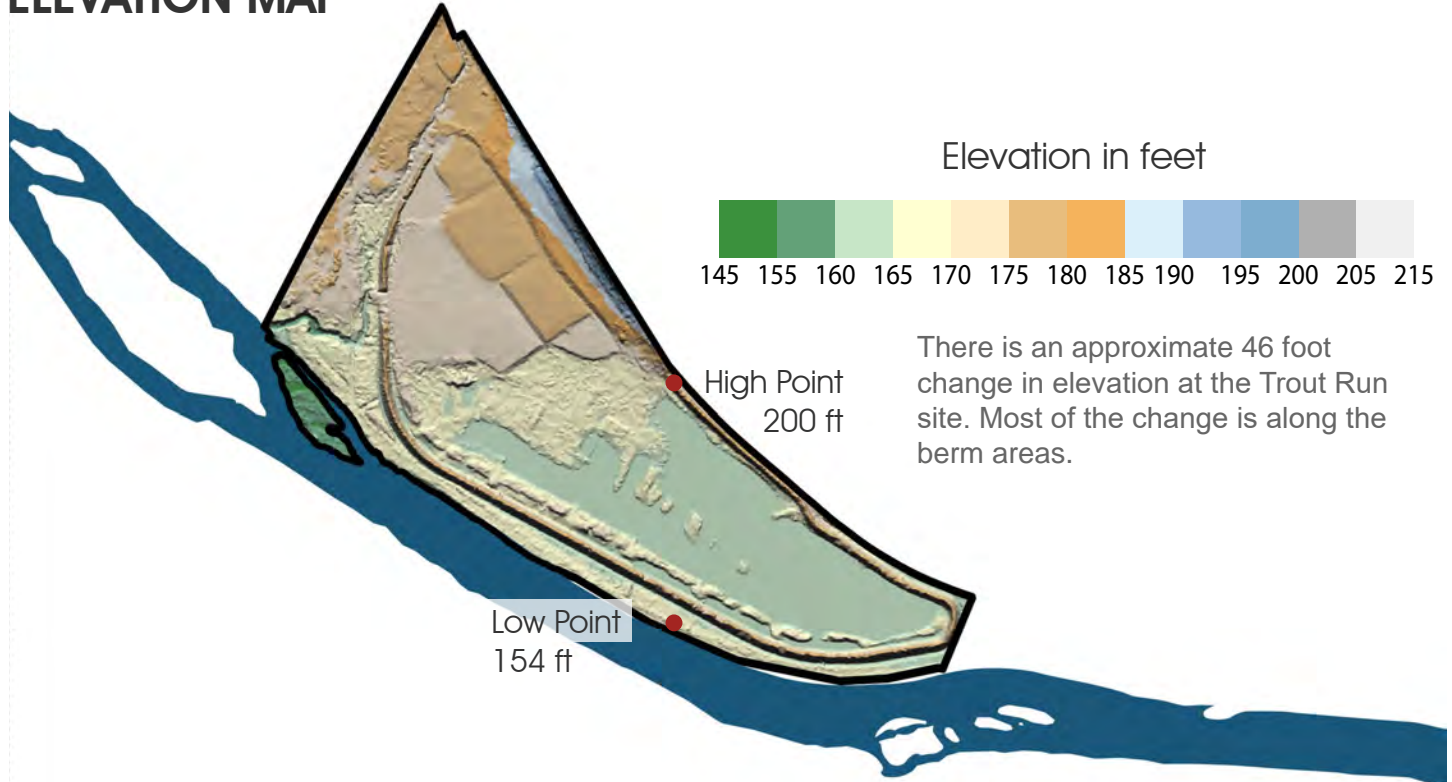 ELEVATION MAP
Elevation in feet
145 155 160 165 170 175 180 185 190 195 200 205 215
There is an approximate 46 foot
change in elevation at the Trout Run
site. Most of the change is along the
berm areas.
High Point
200 ft
Low Point
154 ft